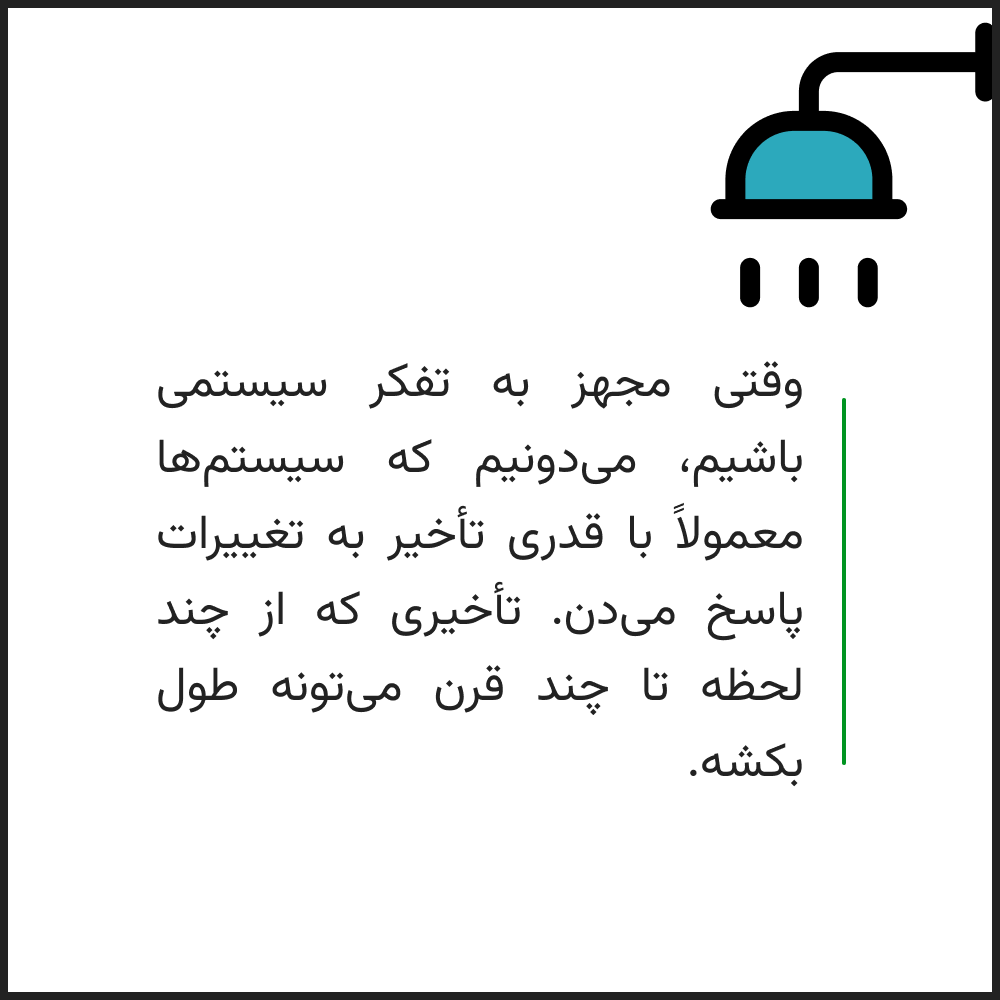 وقتی مجهز به تفکر سیستمی
باشیم، می‌دونیم که سیستم‌ها
معمولاً با قدری تأخیر به تغییرات
پاسخ می‌دن. تأخیری که از چند
لحظه تا چند قرن می‌تونه طول
بکشه.